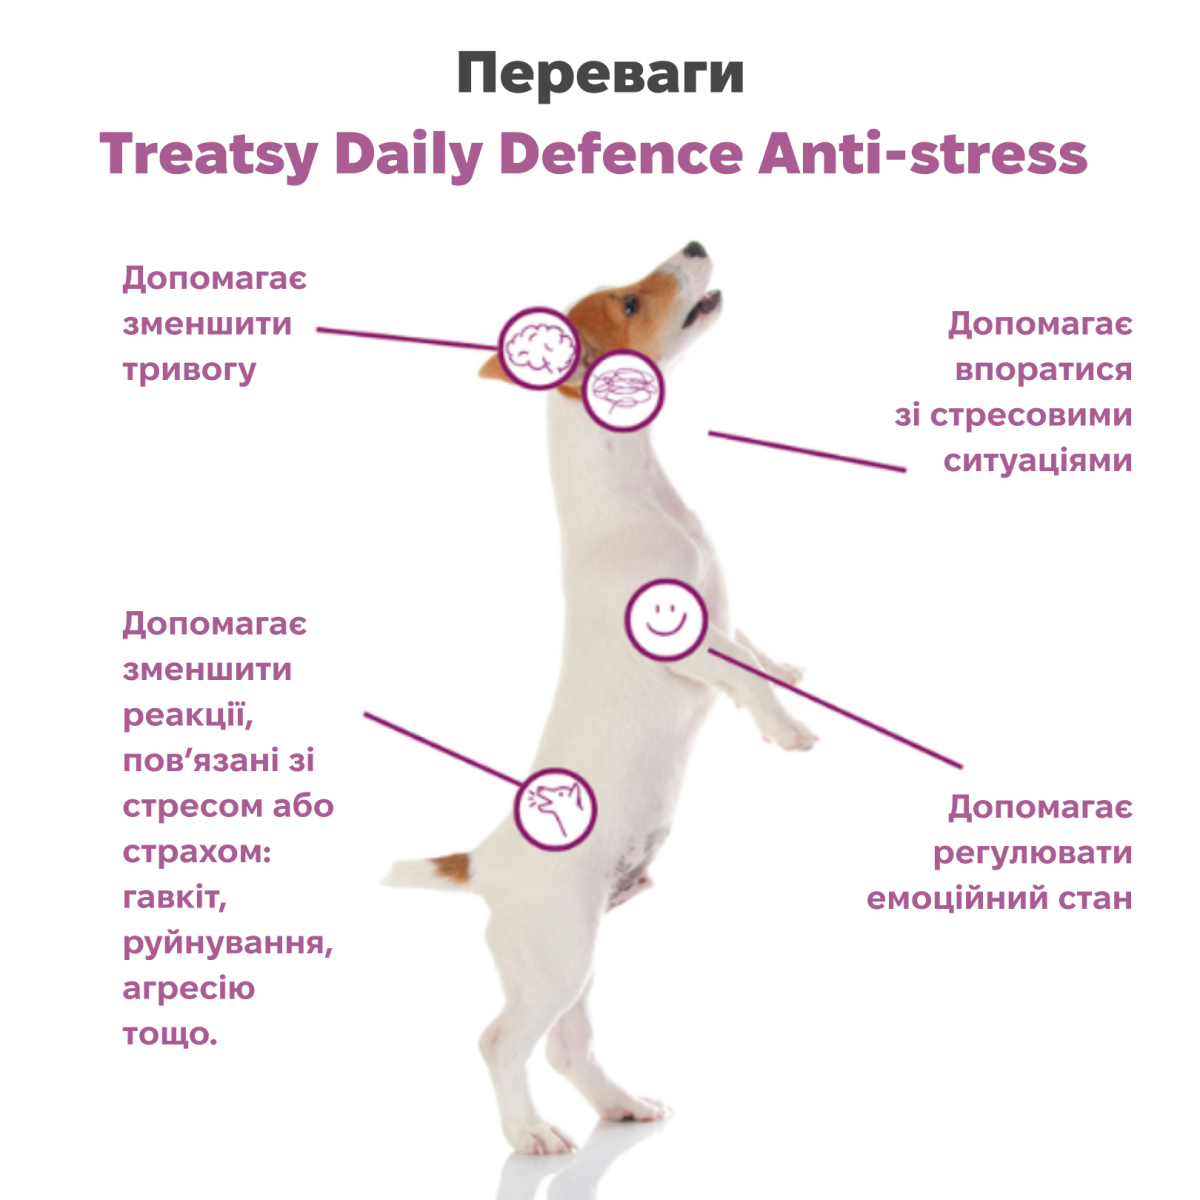 Переваги
Treatsy Daily Defence Anti-stress
Допомагає
зменшити
тривогу
Допомагає
впоратися
зі стресовими
ситуаціями
Допомагає
зменшити
реакції,
пов’язані зі
стресом або
страхом:
гавкіт,
руйнування,
агресію
тощо.
Допомагає
регулювати
емоційний стан